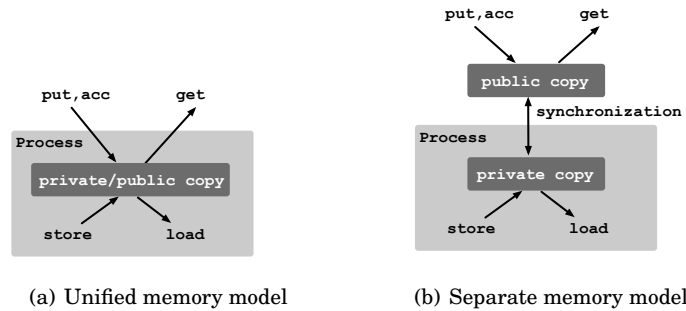 put,acc get
Process
private/public copy
store load
(a) Unified memory model
put,acc get
public copy
synchronization
Process
private copy
store load
(b) Separate memory model